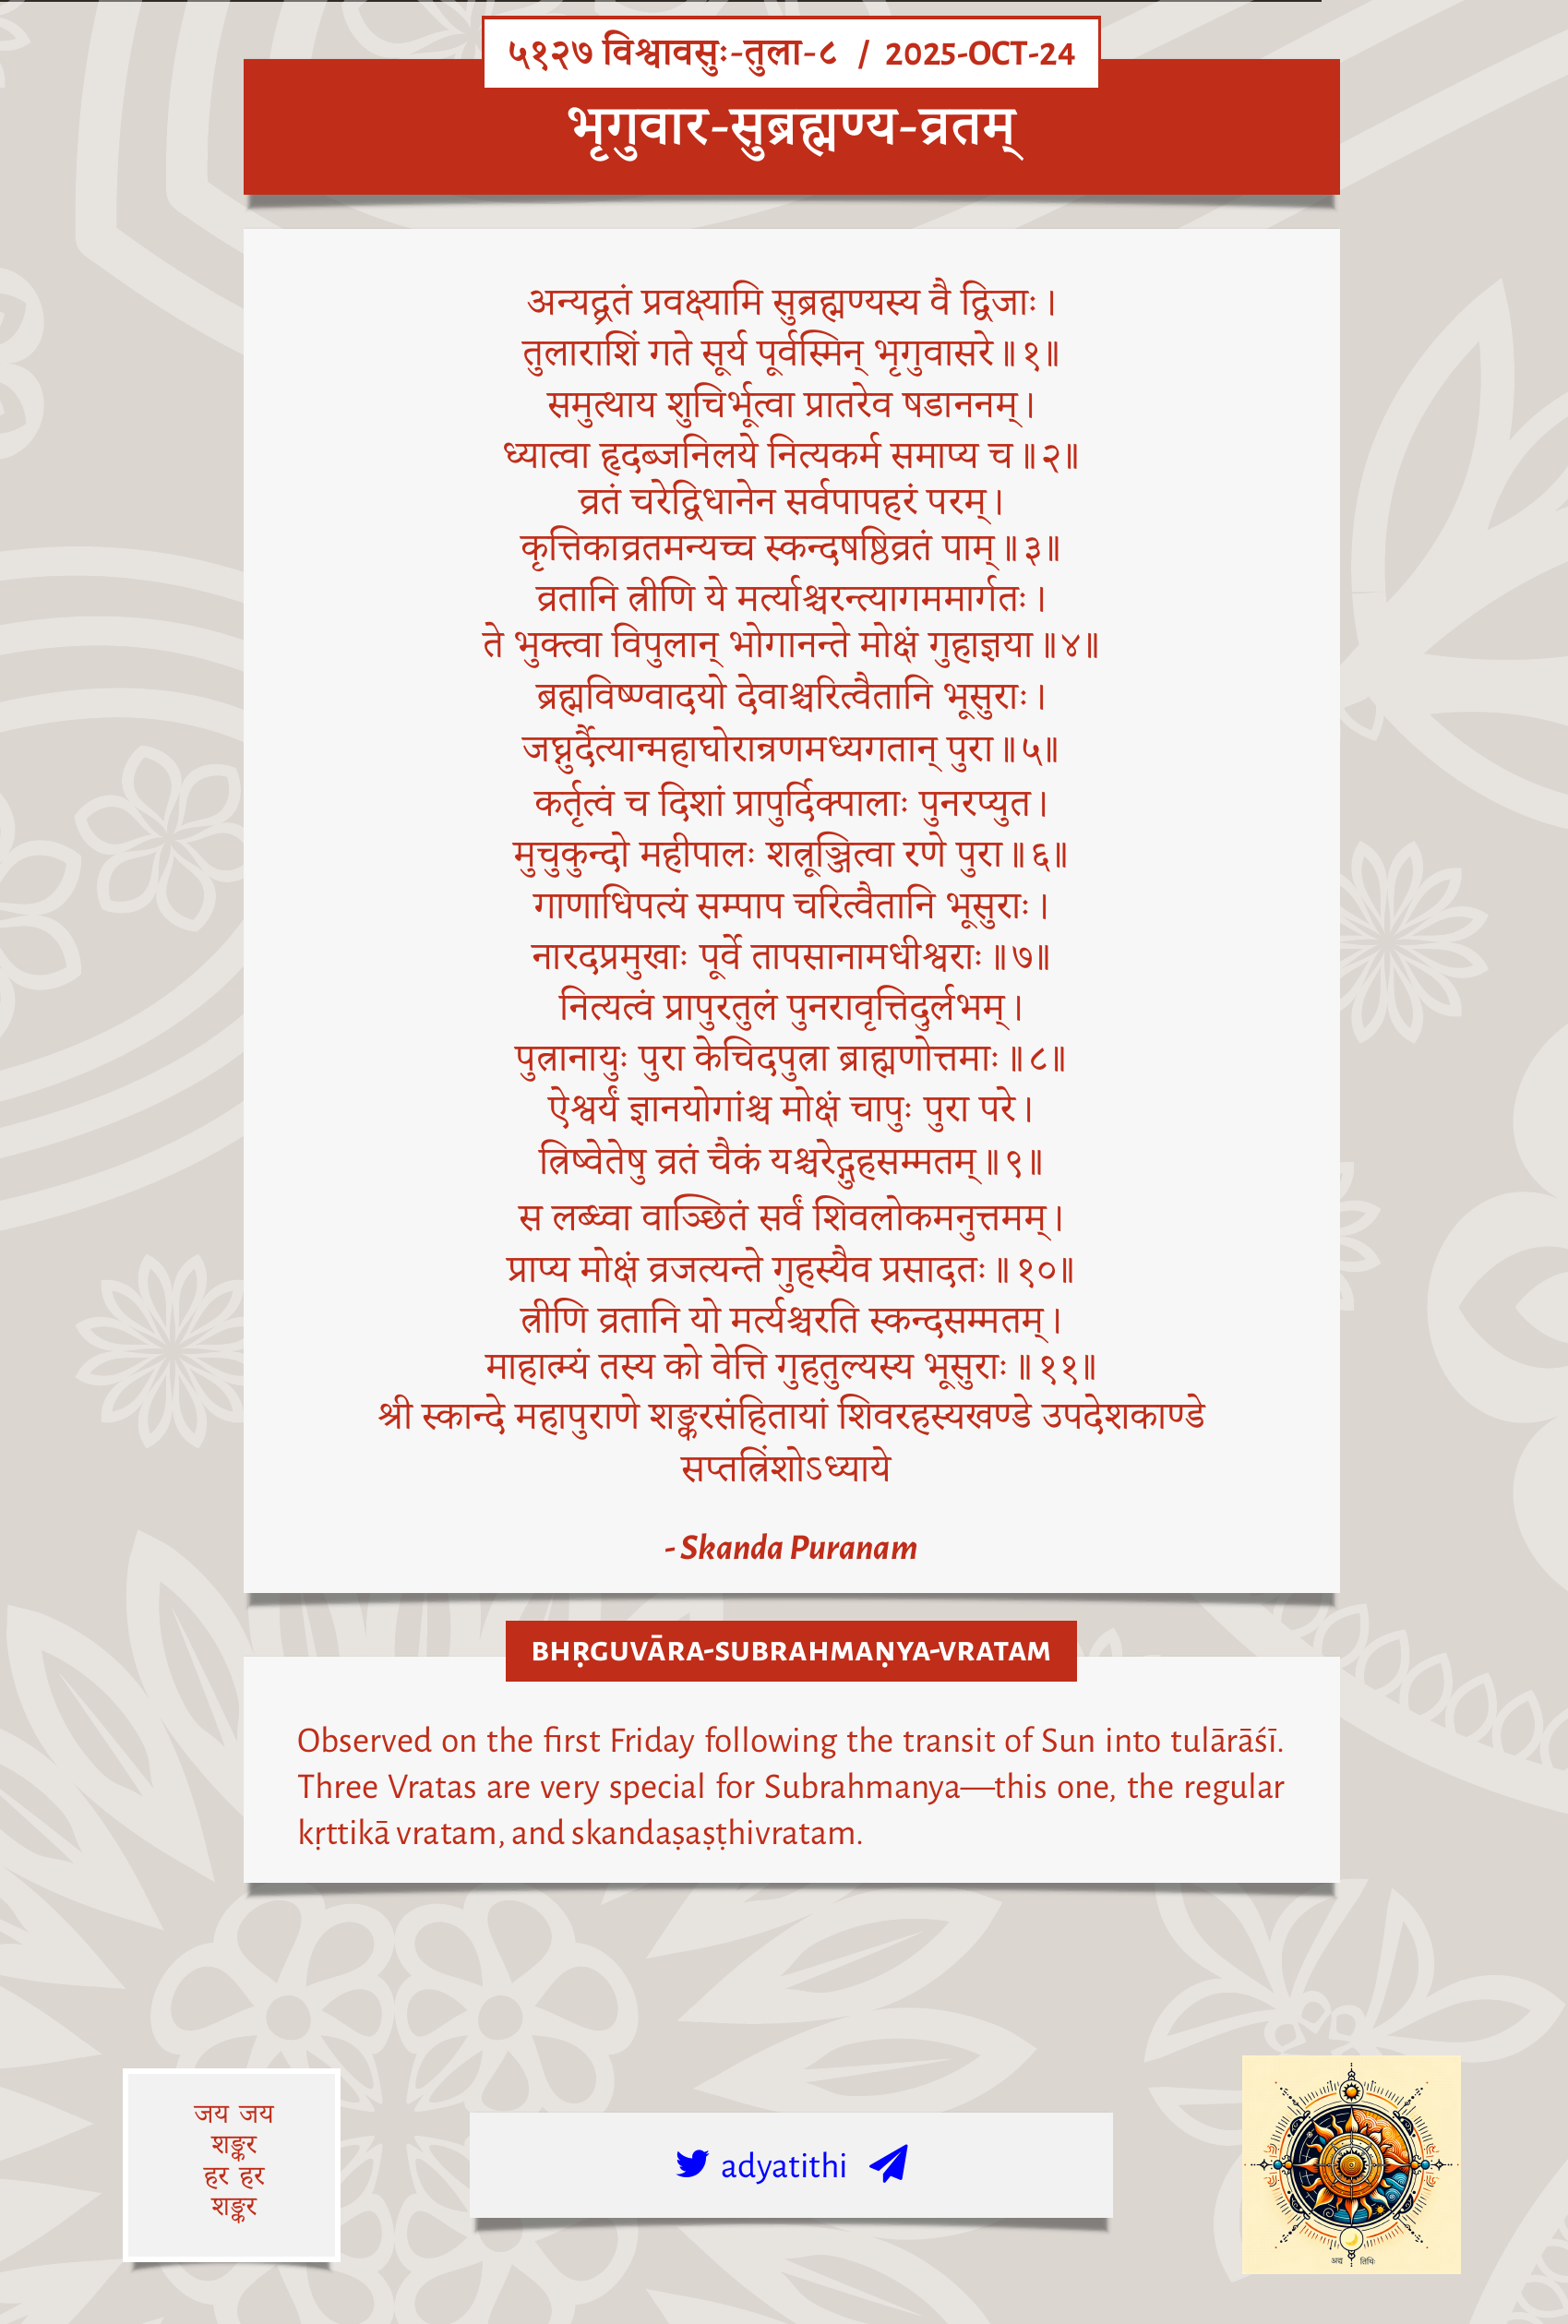 ५१२७ विश्वावसुः-तुला-८ / 2025-OCT-24
भृगुवार-सुब्रह्मण्य-व्रतम्
अन्यद्व्रतं प्रवक्ष्यामि सुब्रह्मण्यस्य वै द्विजाः।
तुलाराशिं गते सूर्य पूर्वस्मिन् भृगुवासरे॥१॥
समुत्थाय शुचिर्भूत्वा प्रातरेव षडाननम्।
ध्यात्वा हृदब्जनिलये नित्यकर्म समाप्य च॥२॥
व्रतं चरेद्विधानेन सर्वपापहरं परम्।
कृत्तिकाव्रतमन्यच्च स्कन्दषष्ठिव्रतं पाम्॥३॥
व्रतानि त्रीणि ये मर्त्याश्चरन्त्यागममार्गतः।
ते भुक्त्वा विपुलान् भोगानन्ते मोक्षं गुहाज्ञया॥४॥
ब्रह्मविष्ण्वादयो देवाश्चरित्वैतानि भूसुराः।
जघ्नुर्दैत्यान्महाघोरान्रणमध्यगतान् पुरा॥५॥
कर्तृत्वं च दिशां प्रापुर्दिक्पालाः पुनरप्युत।
मुचुकुन्दो महीपालः शत्रूञ्जित्वा रणे पुरा॥६॥
गाणाधिपत्यं सम्पाप चरित्वैतानि भूसुराः।
नारदप्रमुखाः पूर्वे तापसानामधीश्वराः॥७॥
नित्यत्वं प्रापुरतुलं पुनरावृत्तिदुर्लभम्।
पुत्रानायुः पुरा केचिदपुत्रा ब्राह्मणोत्तमाः॥८॥
ऐश्वर्यं ज्ञानयोगांश्च मोक्षं चापुः पुरा परे।
त्रिष्वेतेषु व्रतं चैकं यश्चरेद्गुहसम्मतम्॥९॥
स लब्ध्वा वाञ्छितं सर्वं शिवलोकमनुत्तमम्।
प्राप्य मोक्षं व्रजत्यन्ते गुहस्यैव प्रसादतः॥१०॥
त्रीणि व्रतानि यो मर्त्यश्चरति स्कन्दसम्मतम्।
माहात्म्यं तस्य को वेत्ति गुहतुल्यस्य भूसुराः॥११॥
श्री स्कान्दे महापुराणे शङ्करसंहितायां शिवरहस्यखण्डे उपदेशकाण्डे
सप्तत्रिंशोऽध्याये
- Skanda Puranam
BHṚGUVĀRA-SUBRAHMAṆYA-VRATAM
Observed on the first Friday following the transit of Sun into tulārāśī.
Three Vratas are very special for Subrahmanya—this one, the regular
kṛttikā vratam, and skandaṣaṣṭhivratam.
जय जय
शङ्कर
हर हर
शङ्कर
adyatithi
अद्य तिथिः